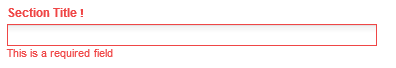 Section Title !
This is a required field